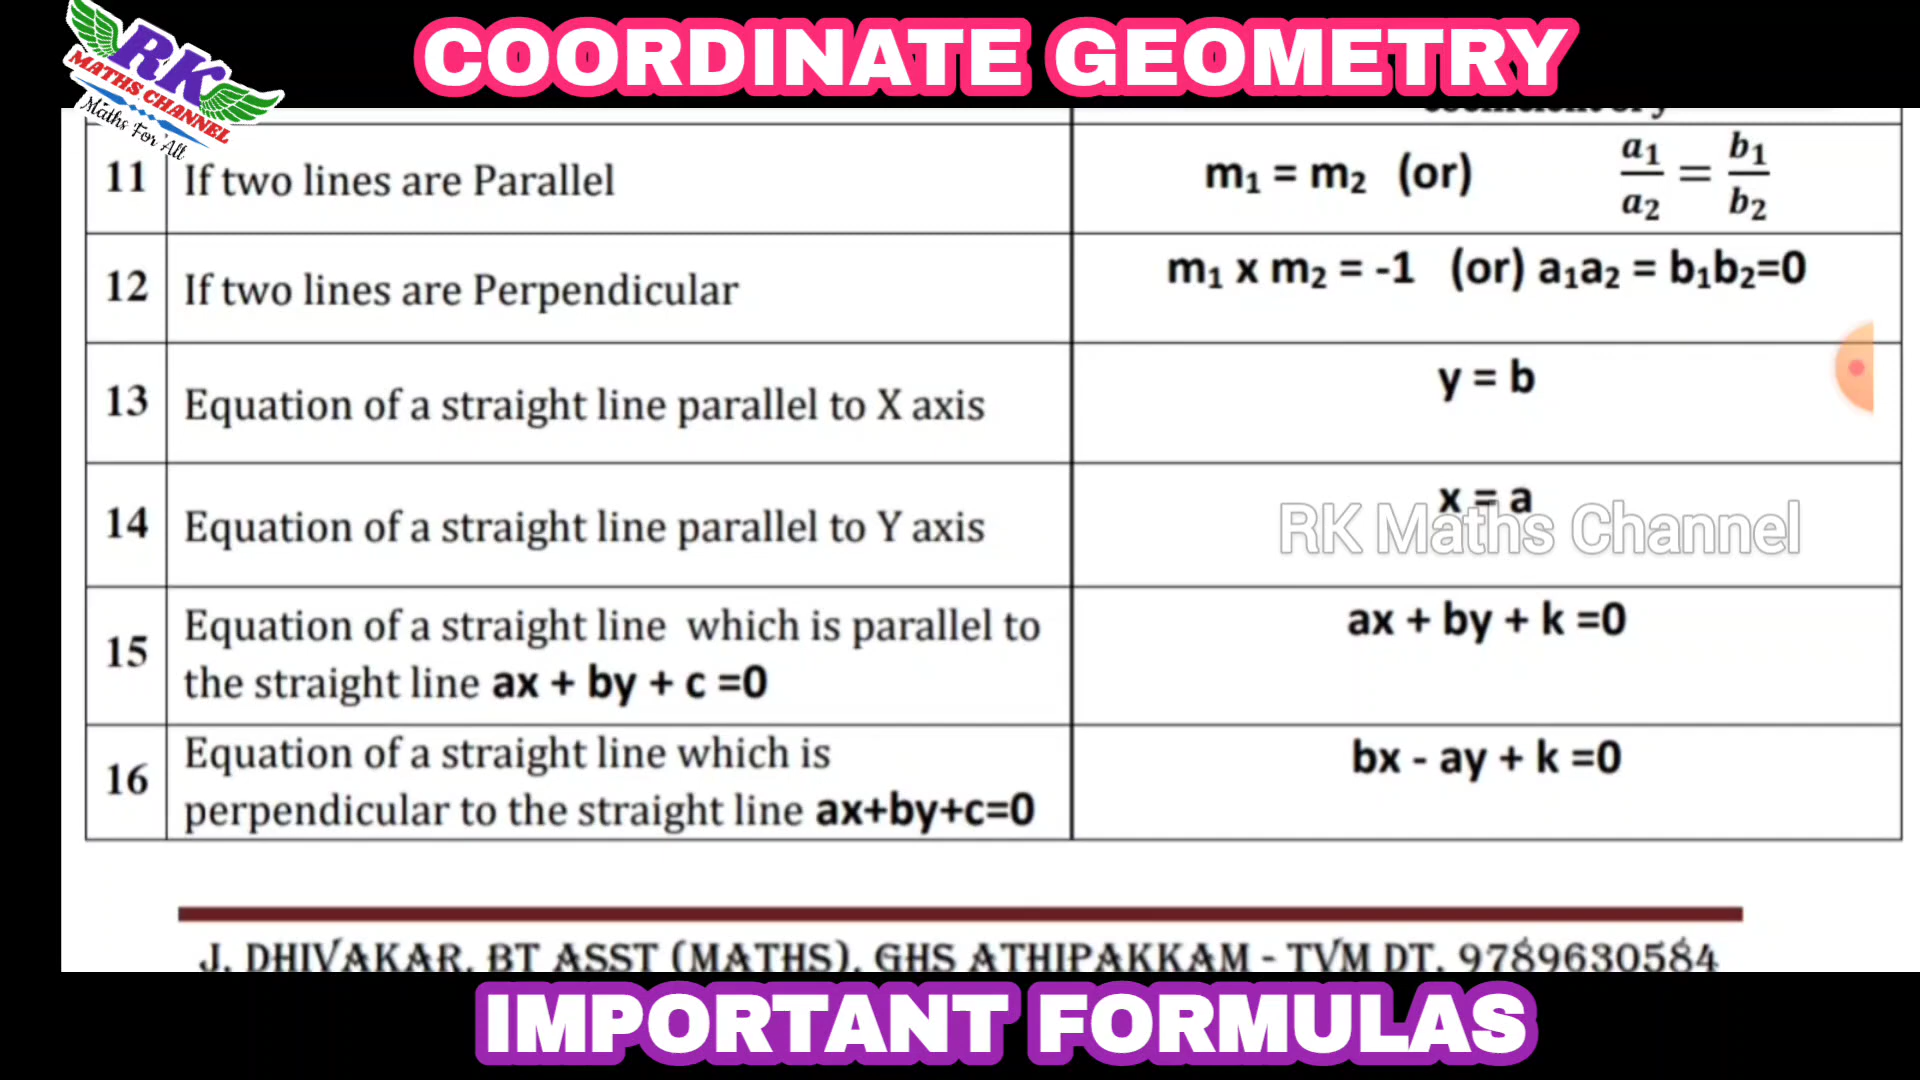 RK
MATHS CHANNEL
Maths For All
COORDINATE GEOMETRY
coefficient of y
11 If two lines are Parallel m₁ = m₂ (or) a₁/a₂ = b₁/b₂
12 If two lines are Perpendicular m₁ x m₂ = -1 (or) a₁a₂ = b₁b₂=0
13 Equation of a straight line parallel to X axis y = b
14 Equation of a straight line parallel to Y axis x = a
RK Maths Channel
15 Equation of a straight line which is parallel to
the straight line ax + by + c =0 ax + by + k =0
16 Equation of a straight line which is
perpendicular to the straight line ax+by+c=0 bx - ay + k =0
J. DHIVAKAR, BT ASST (MATHS), GHS ATHIPAKKAM - TVM DT. 9789630584
IMPORTANT FORMULAS